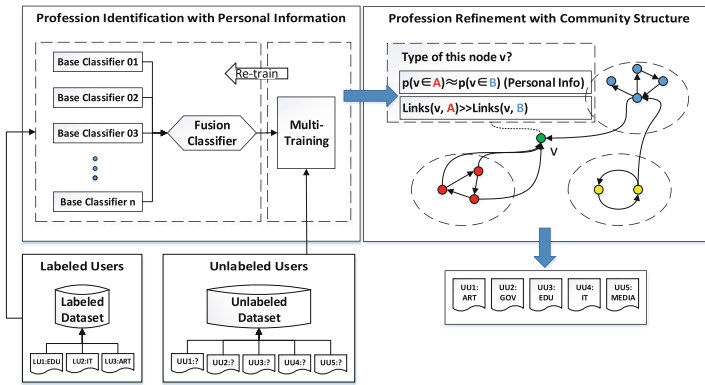 Profession Identification with Personal Information
Base Classifier 01
Base Classifier 02
Base Classifier 03
Base Classifier n
Fusion
Classifier
Re-train
Multi-
Training
Profession Refinement with Community Structure
Type of this node v?
p(v∈A)≈p(v∈B) (Personal Info)
Links(v, A)>>Links(v, B)
V
Labeled Users
Labeled
Dataset
LU1:EDU
LU2:IT
LU3:ART
Unlabeled Users
Unlabeled
Dataset
UU1:?
UU2:?
UU3:?
UU4:?
UU5:?
UU1:
ART
UU2:
GOV
UU3:
EDU
UU4:
IT
UU5:
MEDIA